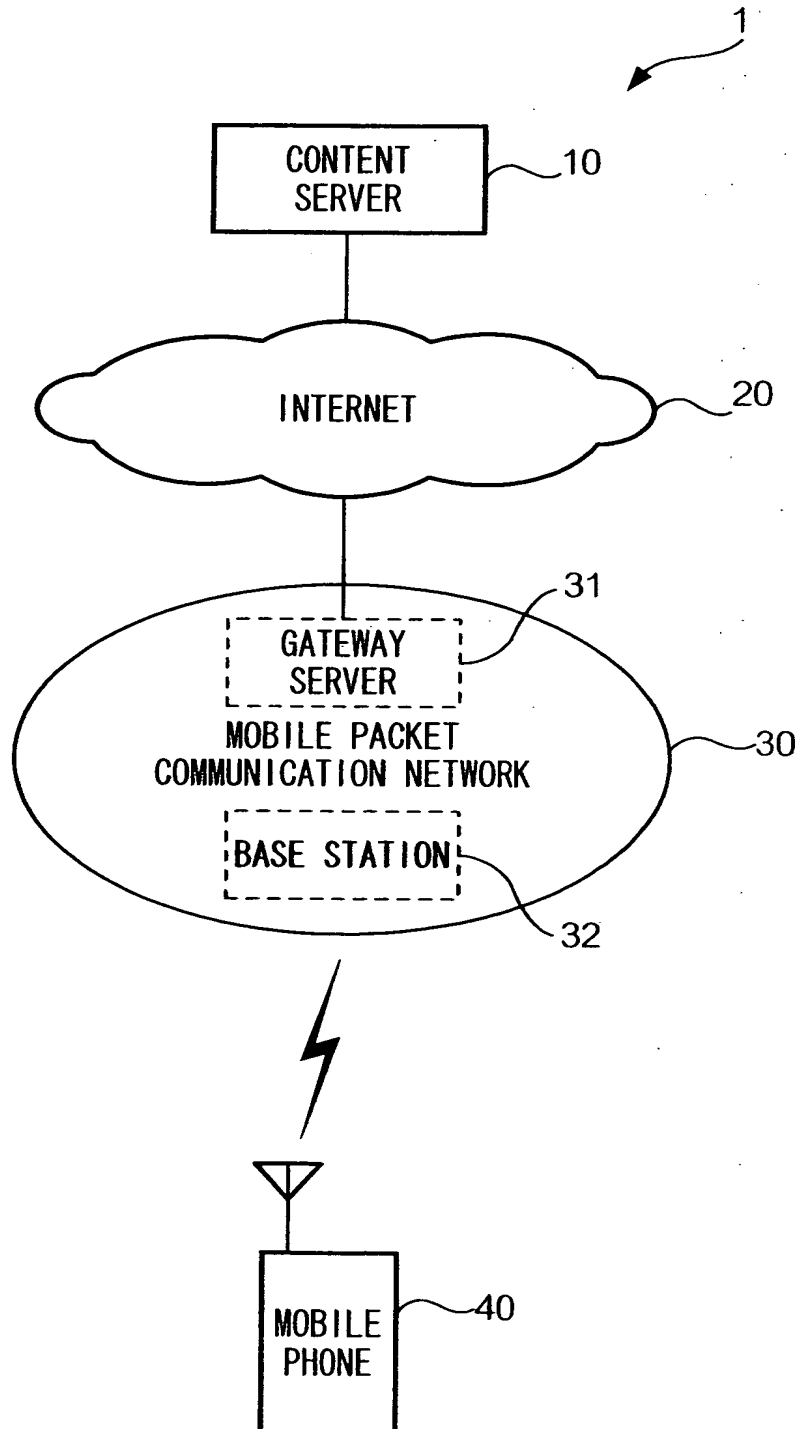 1
CONTENT
SERVER
10
INTERNET
20
31
GATEWAY
SERVER
MOBILE PACKET
COMMUNICATION NETWORK
30
BASE STATION
32
MOBILE
PHONE
40